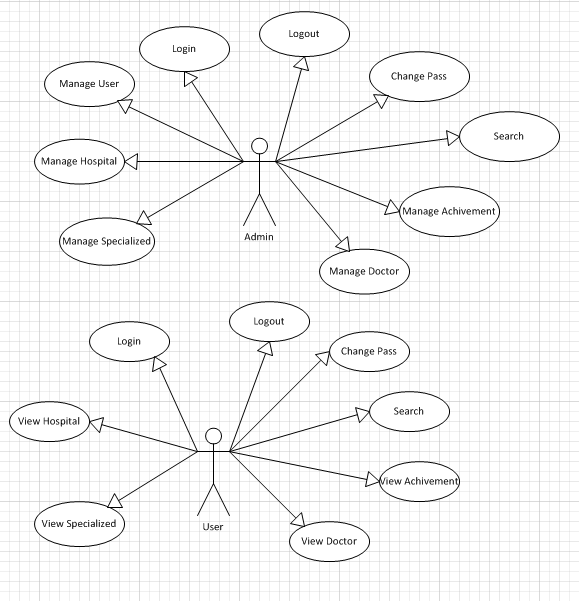 Logout
Login
Change Pass
Manage User
Search
Manage Hospital
Manage Achivement
Admin
Manage Specialized
Manage Doctor
Logout
Login
Change Pass
Search
View Hospital
View Achivement
View Specialized
User
View Doctor